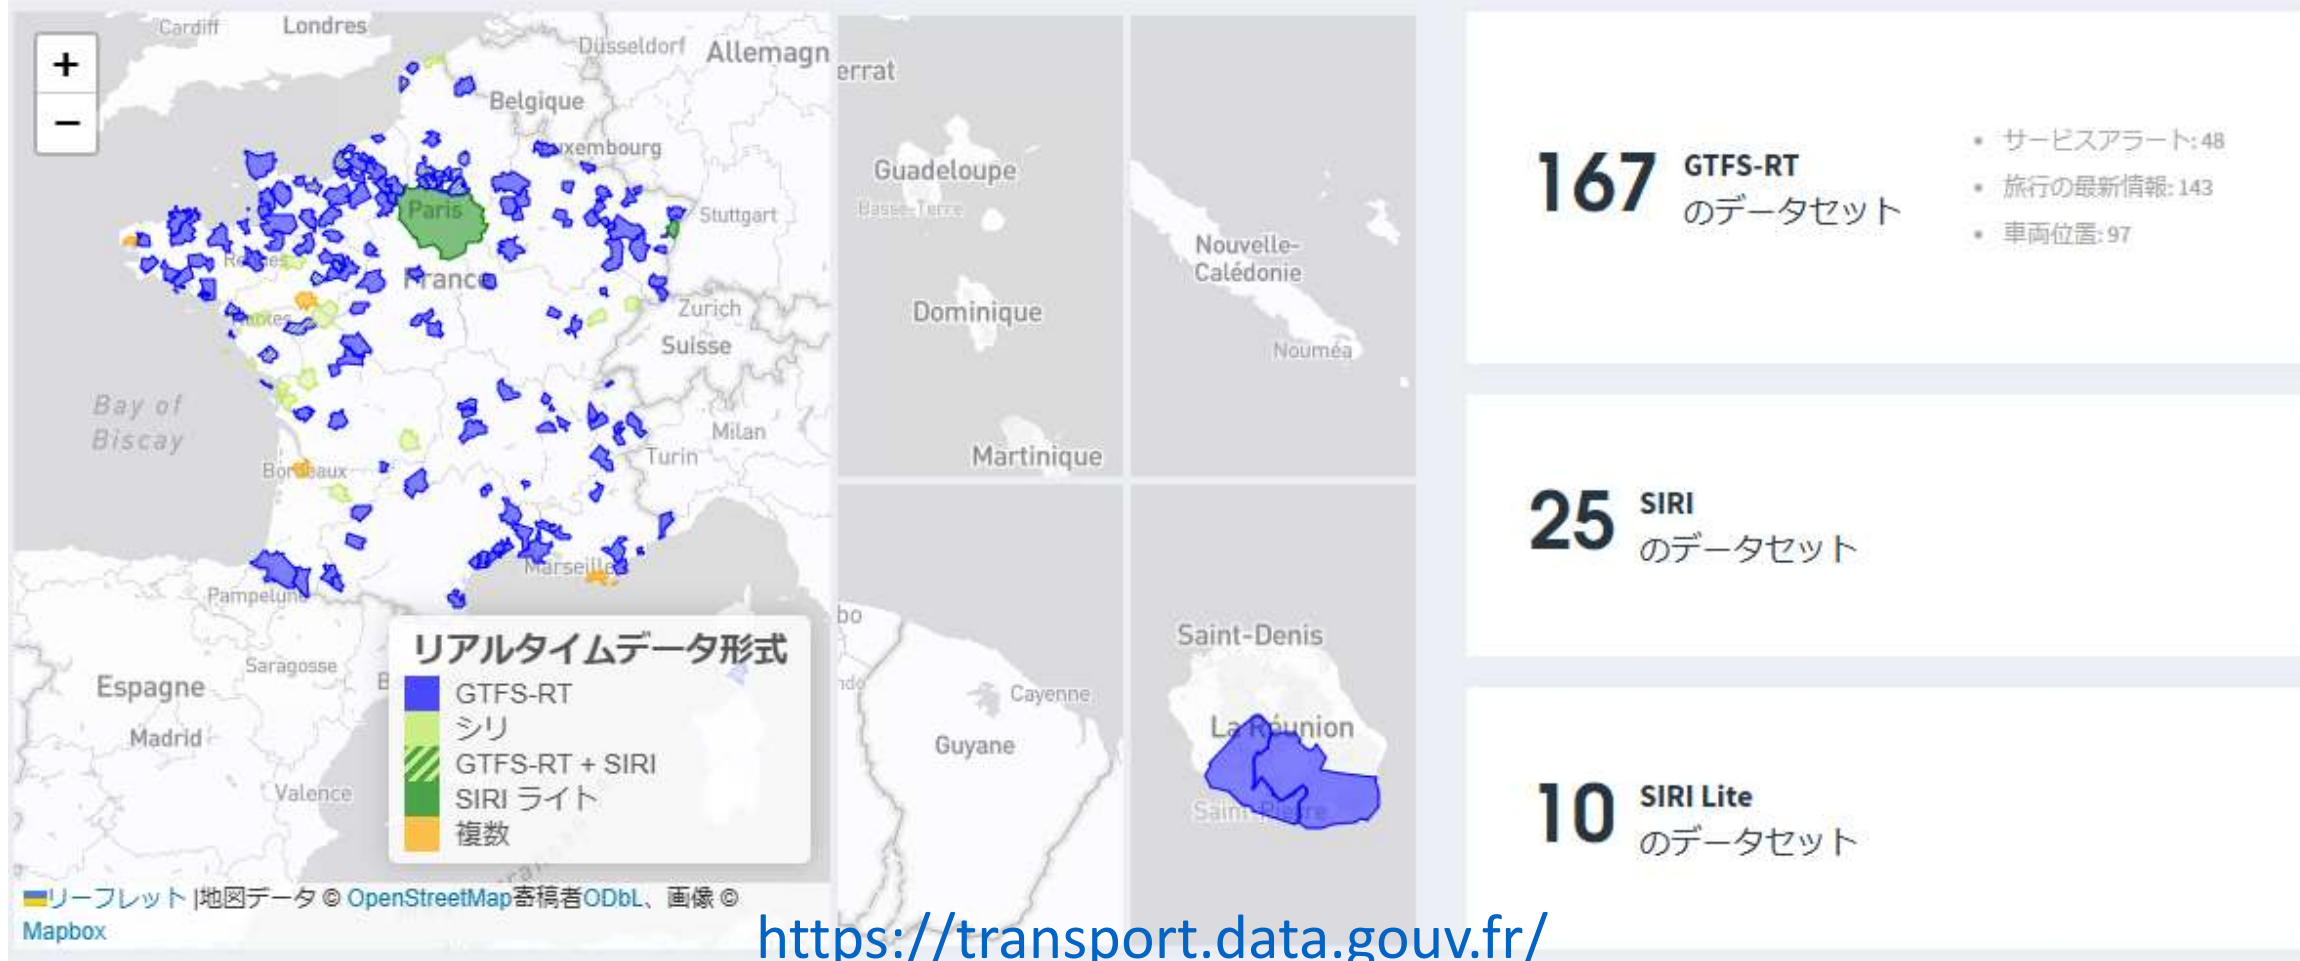 +
−
Cardiff
Londres
Düsseldorf
Allemagn
Belgique
uxembourg
Paris
Stuttgart
France
Zurich
Suisse
Bay of
Biscay
Milan
Turin
Marseille
Espagne
Saragosse
Madrid
Valence
リアルタイムデータ形式
GTFS-RT
シリ
GTFS-RT + SIRI
SIRI ライト
複数
リーフレット |地図データ © OpenStreetMap寄稿者ODbL、画像 ©
Mapbox
errat
Guadeloupe
Basse-Terre
Dominique
Martinique
Nouvelle-
Calédonie
Nouméa
bo
Cayenne
Guyane
Saint-Denis
La Réunion
Saint-Pierre
167 GTFS-RT
のデータセット
• サービスアラート: 48
• 旅行の最新情報: 143
• 車両位置: 97
25 SIRI
のデータセット
10 SIRI Lite
のデータセット
https://transport.data.gouv.fr/